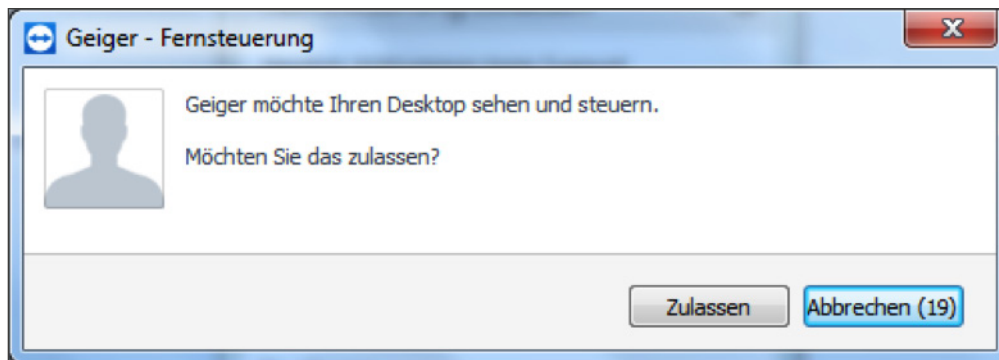 Geiger - Fernsteuerung
Geiger möchte Ihren Desktop sehen und steuern.
Möchten Sie das zulassen?
Zulassen
Abbrechen (19)